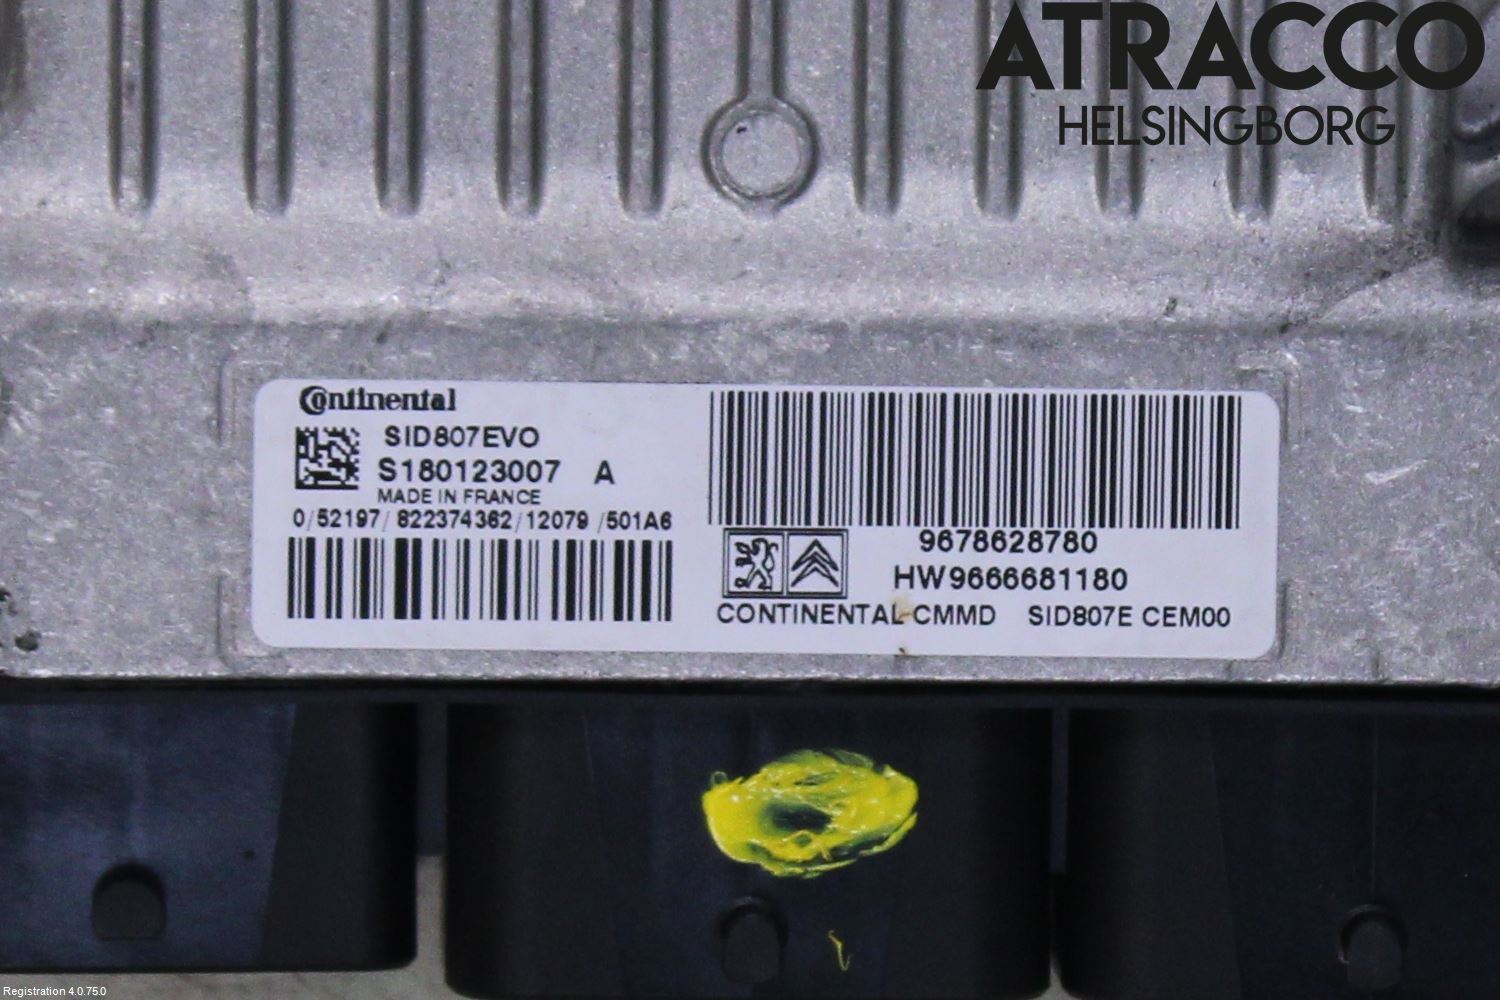 ATRACCO
HELSINGBORG
Continental
SID807EVO
S180123007 A
MADE IN FRANCE
0/52197/822374362/12079/501A6
9678628780
HW9666681180
CONTINENTAL-CMMD SID807E CEM00
Registration 4.0.75.0